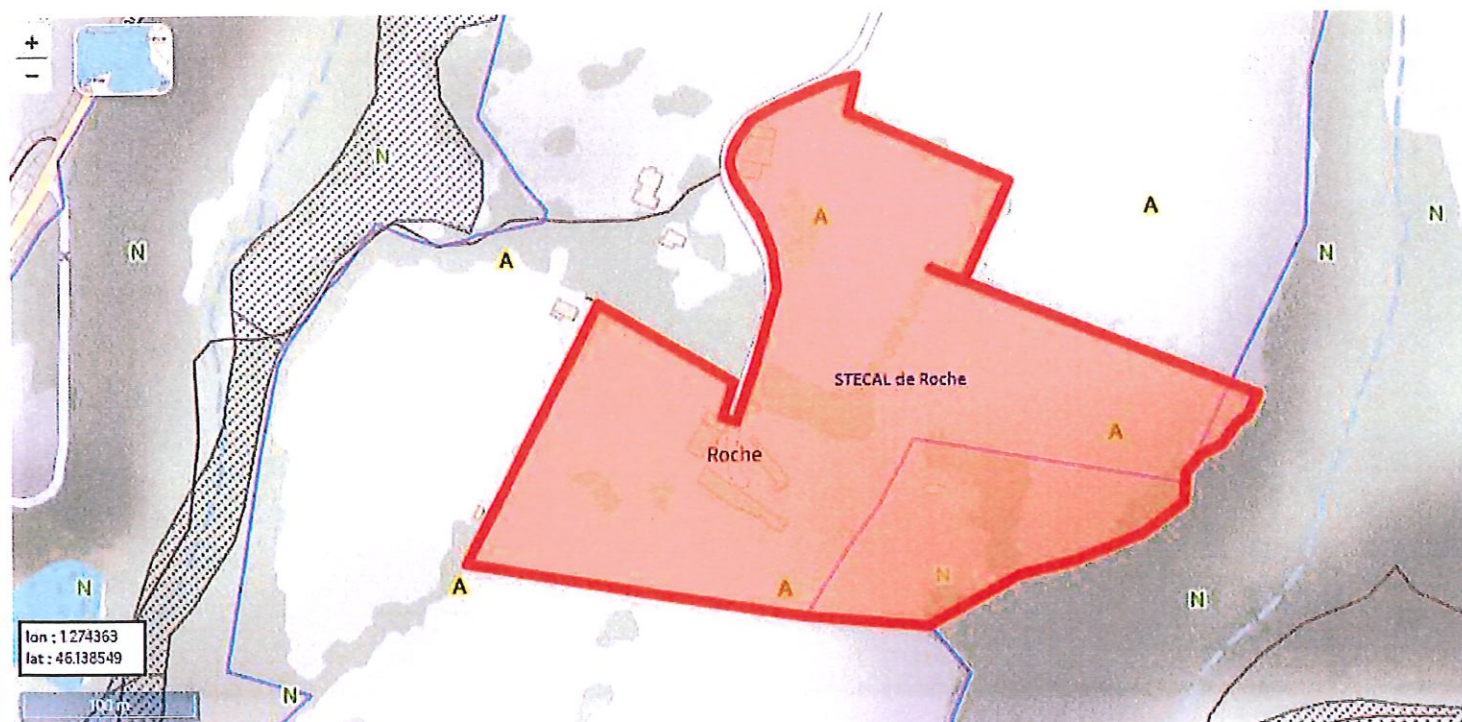 +
−
N
A
A
N
N
N
A
STECAL de Roche
A
Roche
N
A
A
N
N
N
lon : 1.274363
lat : 46.138549
100 m